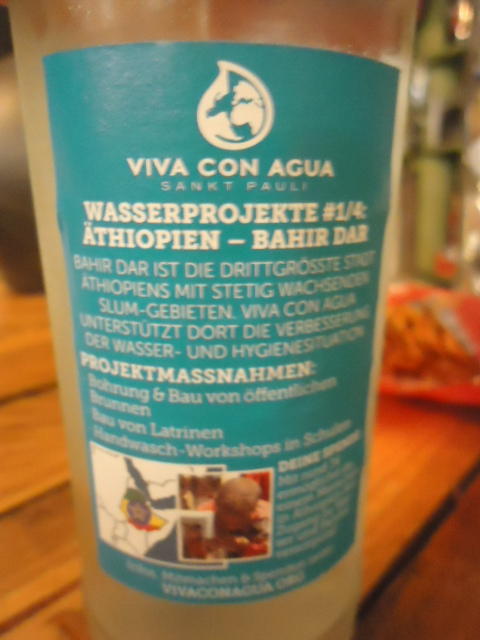 VIVA CON AGUA
SANKT PAULI
WASSERPROJEKTE #1/4:
ÄTHIOPIEN – BAHIR DAR
BAHIR DAR IST DIE DRITTGRÖSSTE STADT
ÄTHIOPIENS MIT STETIG WACHSENDEN
SLUM-GEBIETEN. VIVA CON AGUA
UNTERSTÜTZT DORT DIE VERBESSERUNG
DER WASSER- UND HYGIENESITUATION
PROJEKTMASSNAHMEN:
Bohrung & Bau von öffentlichen
Brunnen
Bau von Latrinen
Handwasch-Workshops in Schulen
DEINE
Infos, Mitmachen &
VIVACONAGUA.ORG